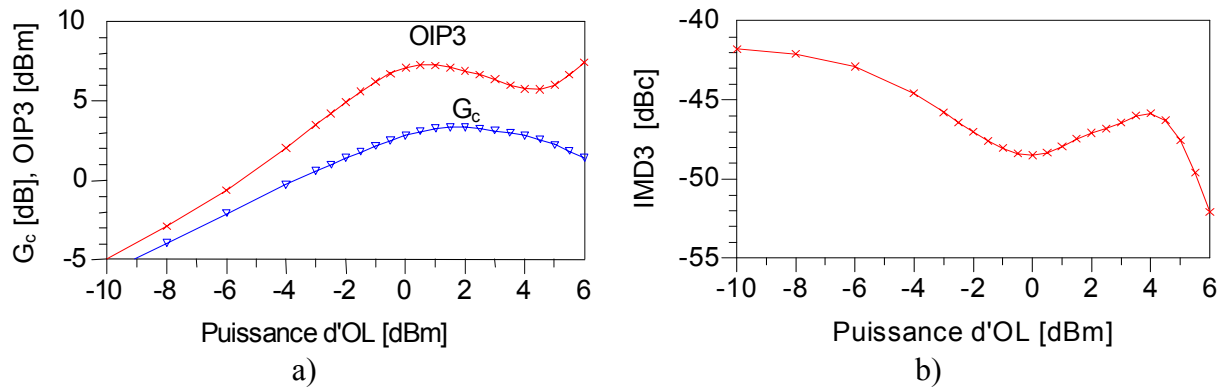 10
5
0
-5
Gc [dB], OIP3 [dBm]
OIP3
Gc
-10 -8 -6 -4 -2 0 2 4 6
Puissance d'OL [dBm]
a)
-40
-45
-50
-55
IMD3 [dBc]
-10 -8 -6 -4 -2 0 2 4 6
Puissance d'OL [dBm]
b)